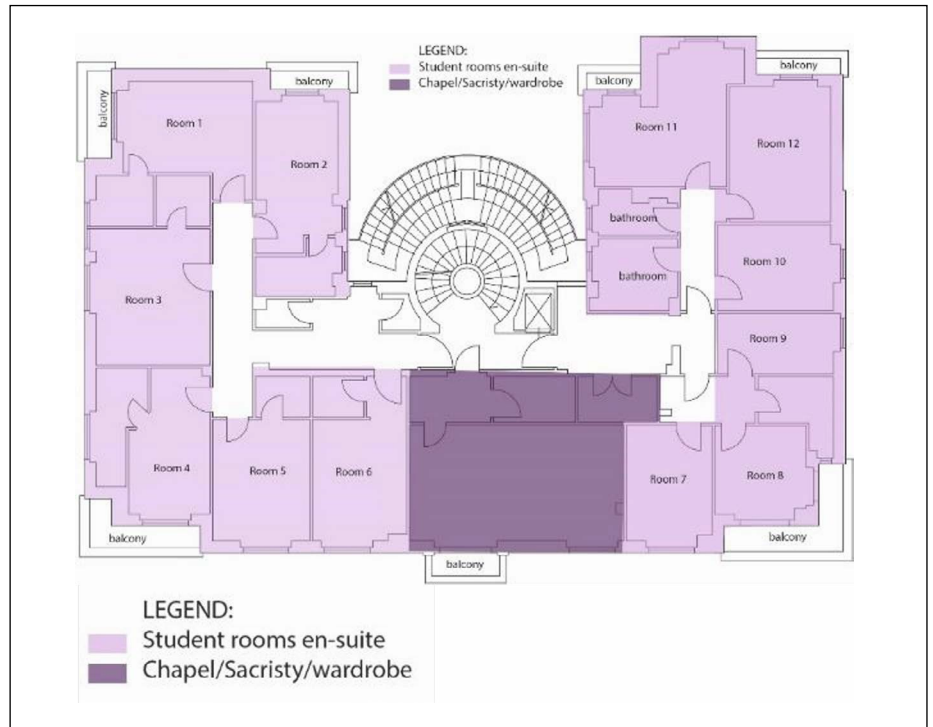 LEGEND:
Student rooms en-suite
Chapel/Sacristy/wardrobe
balcony
balcony
balcony
balcony
Room 1
Room 2
Room 11
Room 12
bathroom
bathroom
Room 10
Room 3
Room 9
Room 4
Room 5
Room 6
Room 7
Room 8
balcony
balcony
balcony
LEGEND:
Student rooms en-suite
Chapel/Sacristy/wardrobe